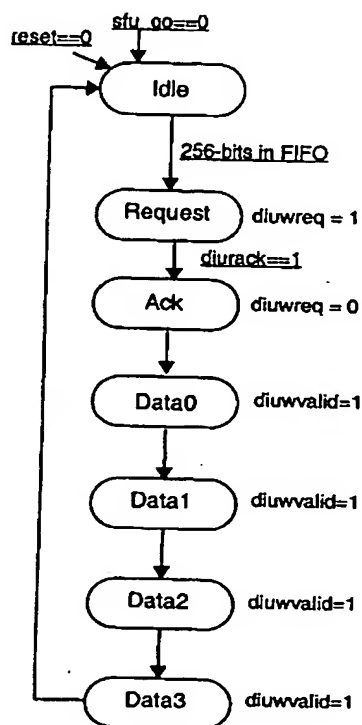 sfu_go==0
reset==0
Idle
256-bits in FIFO
Request diuwreq = 1
diurack==1
Ack diuwreq = 0
Data0 diuwvalid=1
Data1 diuwvalid=1
Data2 diuwvalid=1
Data3 diuwvalid=1